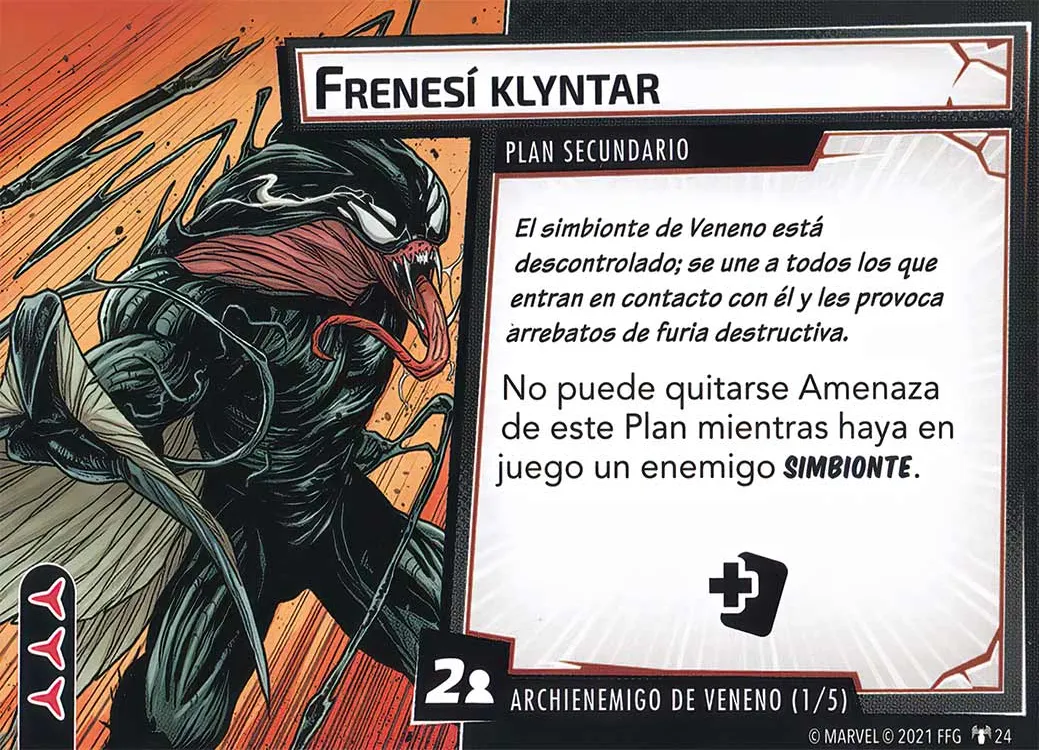 FRENESÍ KLYNTAR
PLAN SECUNDARIO
El simbionte de Veneno está
descontrolado; se une a todos los que
entran en contacto con él y les provoca
arrebatos de furia destructiva.
No puede quitarse Amenaza
de este Plan mientras haya en
juego un enemigo SIMBIONTE.
2
ARCHIENEMIGO DE VENENO (1/5)
© MARVEL © 2021 FFG 24